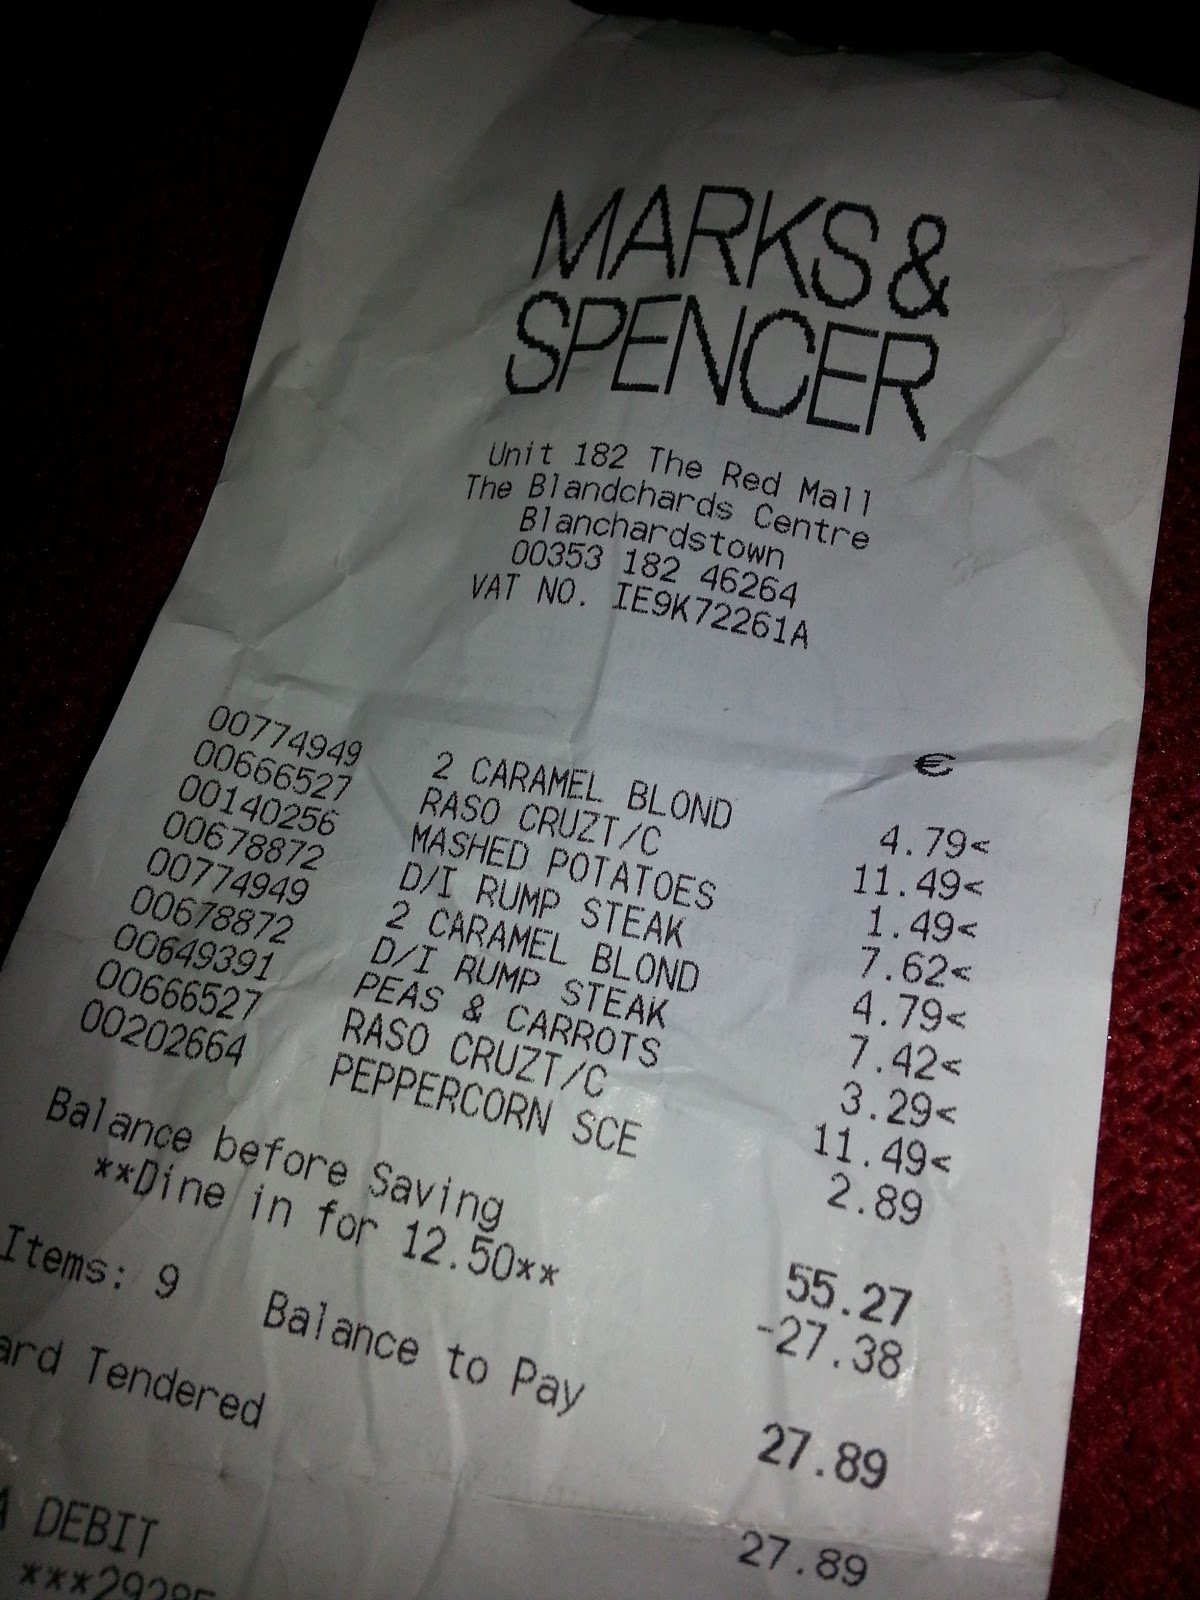 MARKS &
SPENCER
Unit 182 The Red Mall
The Blandchards Centre
Blanchardstown
00353 182 46264
VAT NO. IE9K72261A
€
00774949 2 CARAMEL BLOND 4.79<
00666527 RASO CRUZT/C 11.49<
00140256 MASHED POTATOES 1.49<
00678872 D/I RUMP STEAK 7.62<
00774949 2 CARAMEL BLOND 4.79<
00678872 D/I RUMP STEAK 7.42<
00649391 PEAS & CARROTS 3.29<
00666527 RASO CRUZT/C 11.49<
00202664 PEPPERCORN SCE 2.89
Balance before Saving 55.27
**Dine in for 12.50** -27.38
Items: 9 Balance to Pay 27.89
ard Tendered 27.89
A DEBIT